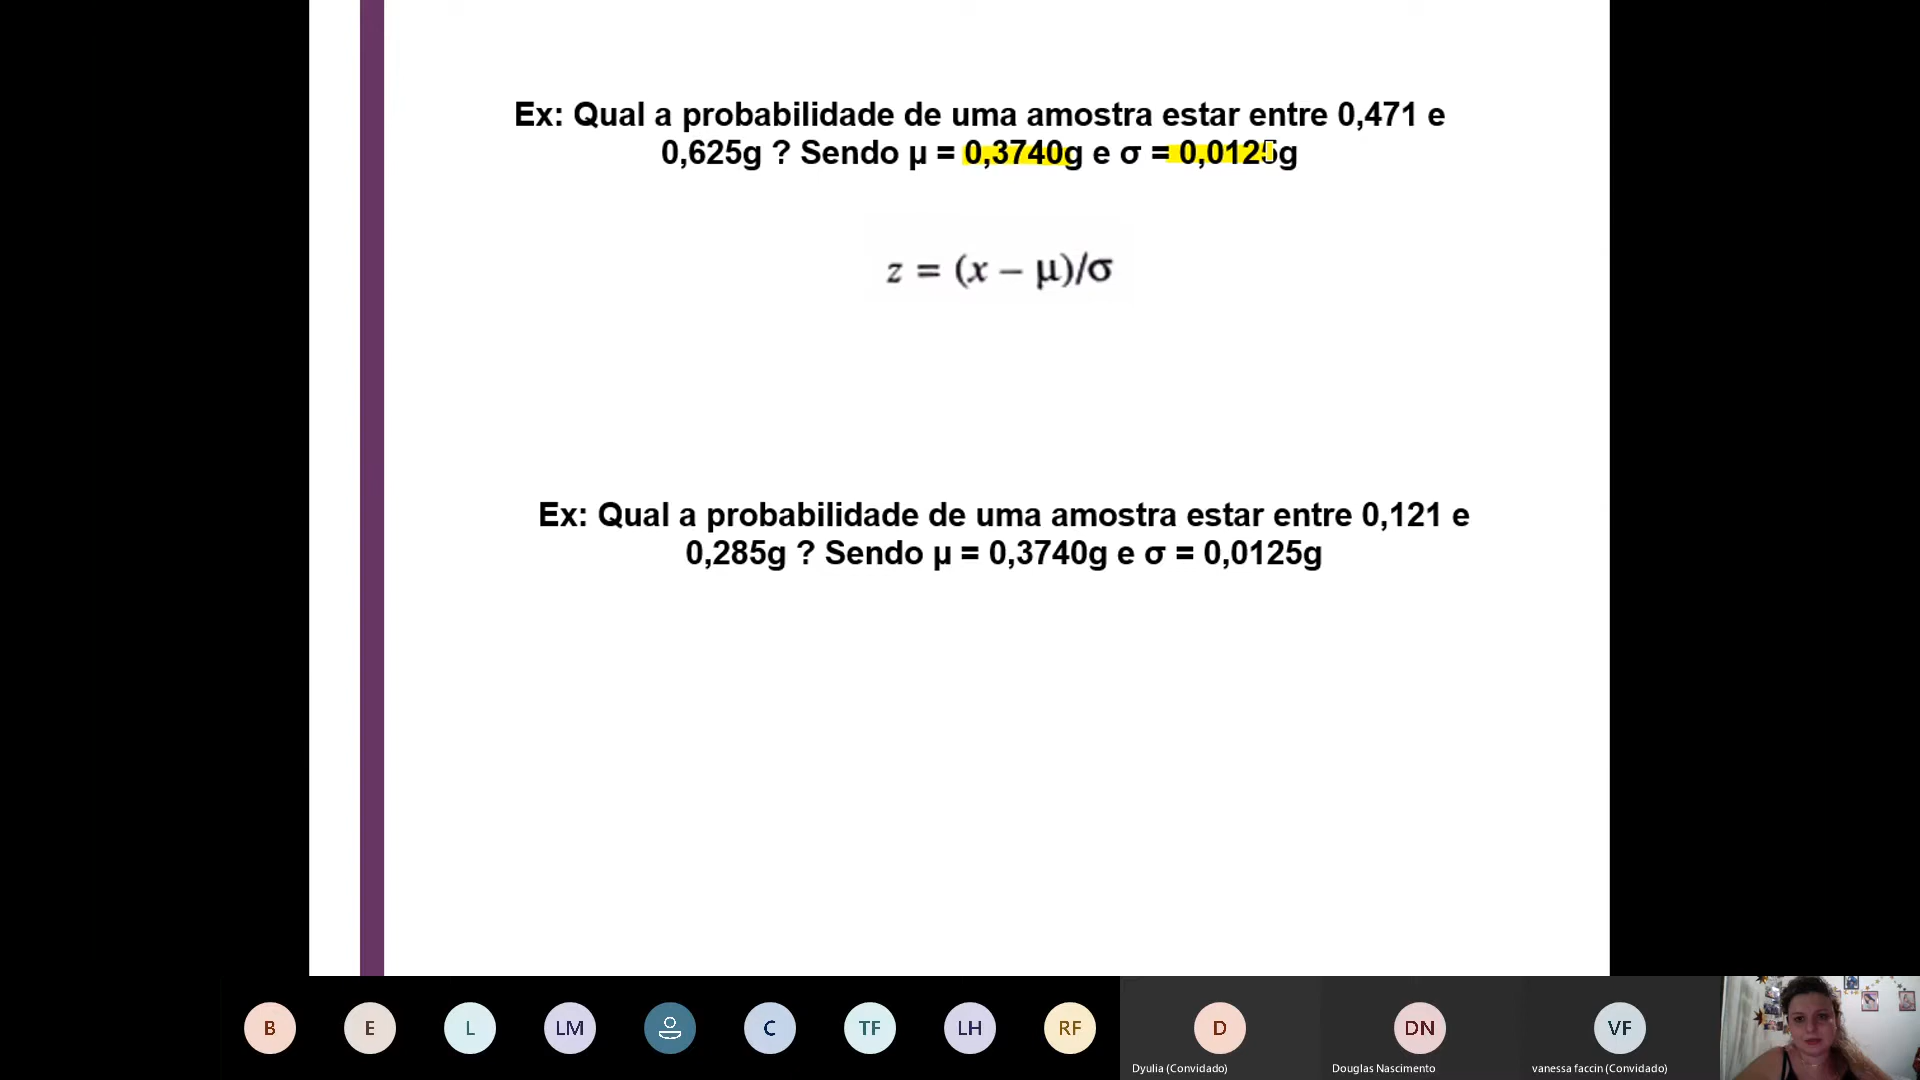 Ex: Qual a probabilidade de uma amostra estar entre 0,471 e
0,625g ? Sendo μ = 0,3740g e σ = 0,0125g
z = (x – μ)/σ
Ex: Qual a probabilidade de uma amostra estar entre 0,121 e
0,285g ? Sendo μ = 0,3740g e σ = 0,0125g
B E L LM C TF LH RF D DN VF
Dyulia (Convidado) Douglas Nascimento vanessa faccin (Convidado)